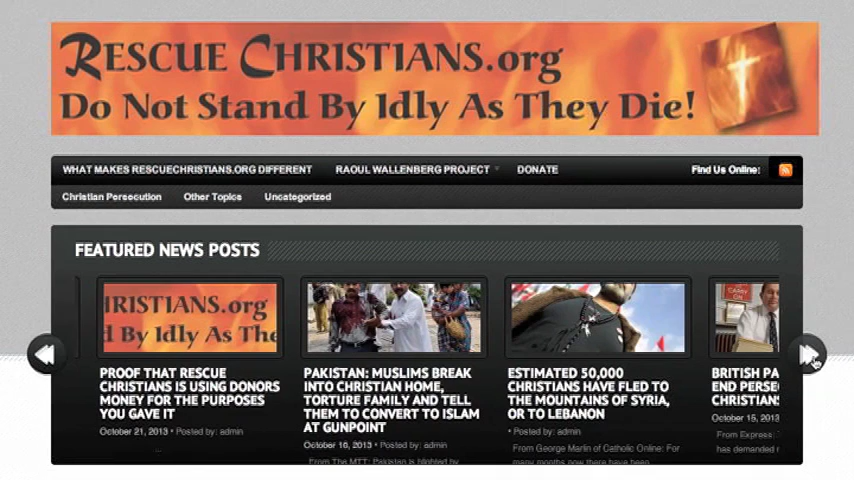 RESCUE CHRISTIANS.org
Do Not Stand By Idly As They Die!
WHAT MAKES RESCUECHRISTIANS.ORG DIFFERENT
RAOUL WALLENBERG PROJECT
DONATE
Find Us Online:
Christian Persecution
Other Topics
Uncategorized
FEATURED NEWS POSTS
HRISTIANS.org
d By Idly As The
PROOF THAT RESCUE
CHRISTIANS IS USING DONORS
MONEY FOR THE PURPOSES
YOU GAVE IT
October 21, 2013 • Posted by: admin
...
PAKISTAN: MUSLIMS BREAK
INTO CHRISTIAN HOME,
TORTURE FAMILY AND TELL
THEM TO CONVERT TO ISLAM
AT GUNPOINT
October 16, 2013 • Posted by: admin
From The MTT: Pakistan is blighted by
ESTIMATED 50,000
CHRISTIANS HAVE FLED TO
THE MOUNTAINS OF SYRIA,
OR TO LEBANON
• Posted by: admin
From George Marlin of Catholic Online: For
many months now there have been
CARRY
ON
BRITISH PA
END PERSE
CHRISTIANS
October 15, 2013
From Express:
has demanded